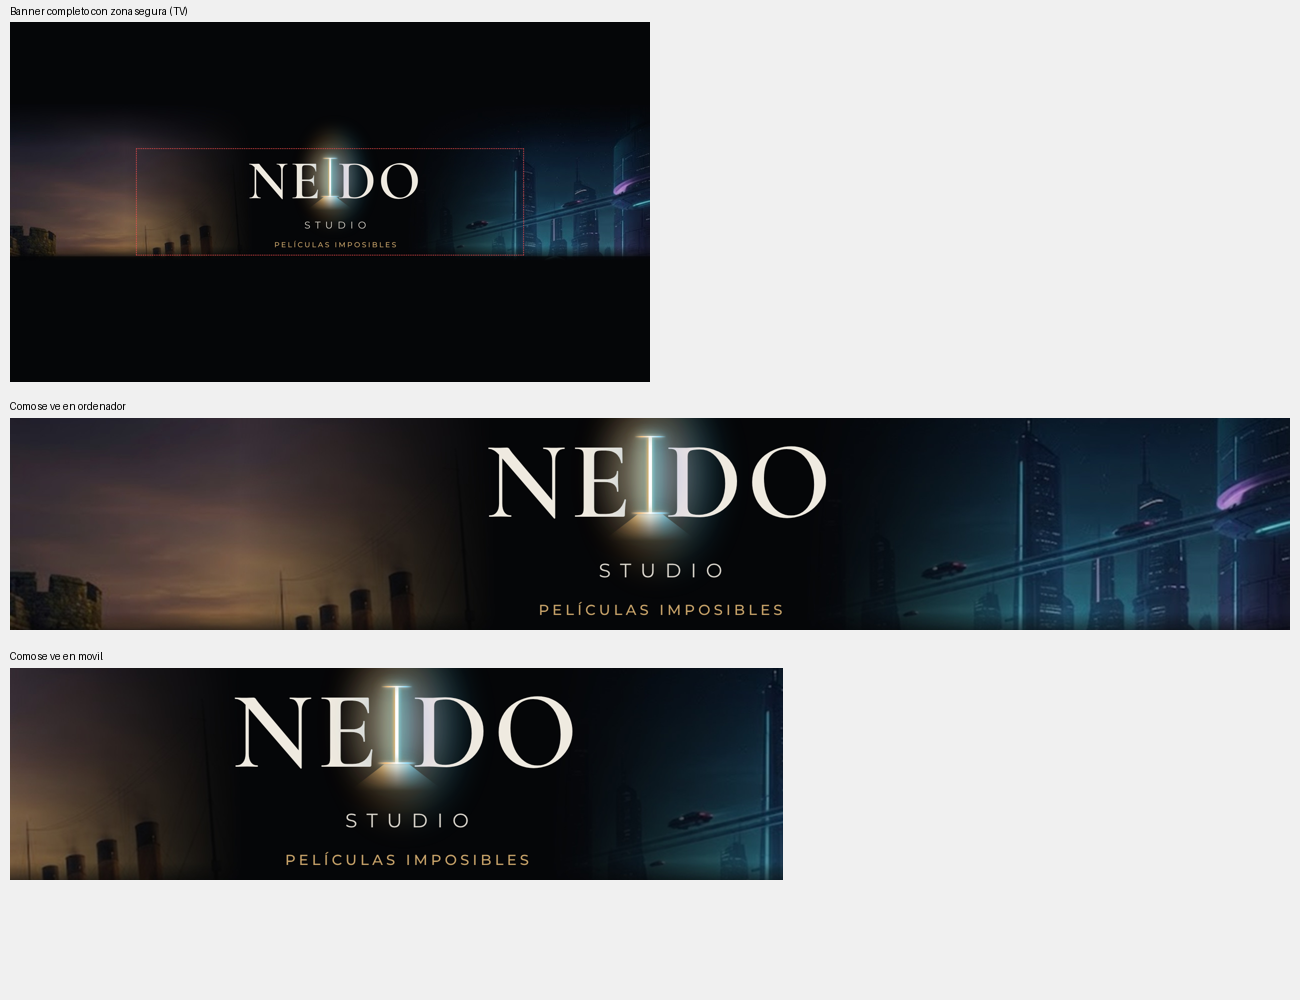 Banner completo con zona segura (TV)
NEIDO
STUDIO
PELÍCULAS IMPOSIBLES
Como se ve en ordenador
NEIDO
STUDIO
PELÍCULAS IMPOSIBLES
Como se ve en movil
NEIDO
STUDIO
PELÍCULAS IMPOSIBLES